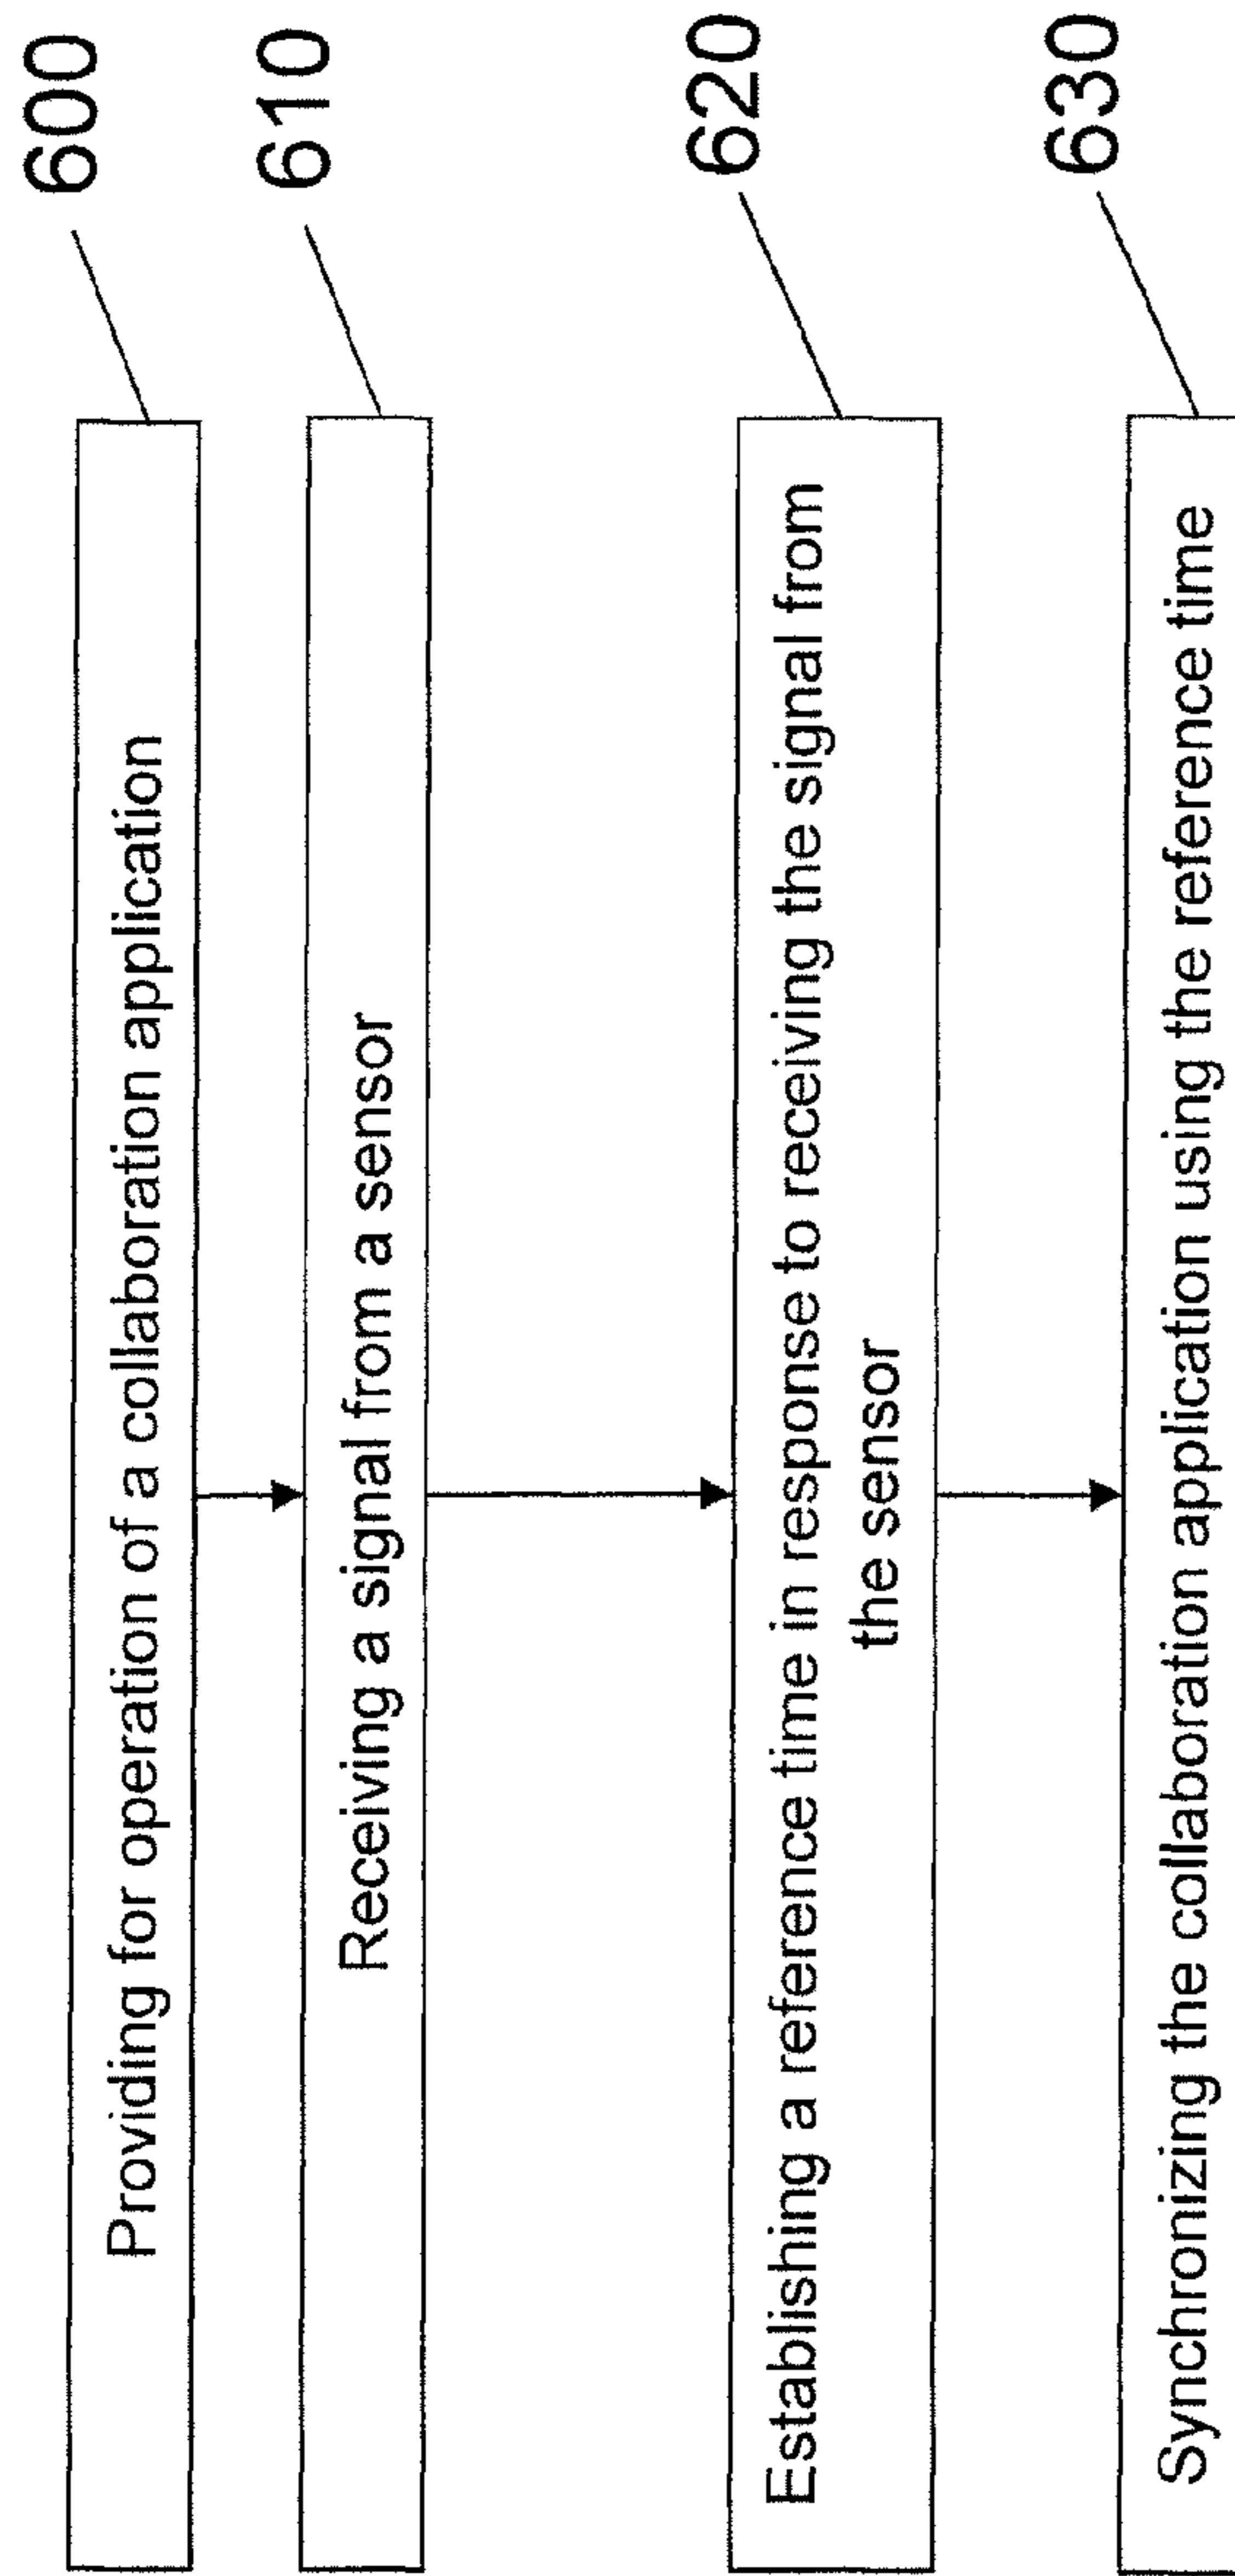 Providing for operation of a collaboration application
600
Receiving a signal from a sensor
610
Establishing a reference time in response to receiving the signal from
the sensor
620
Synchronizing the collaboration application using the reference time
630